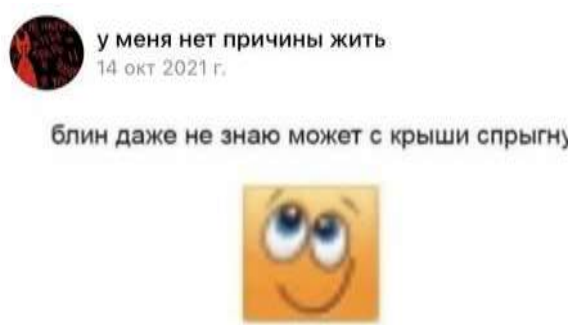 у меня нет причины жить
14 окт 2021 г.
блин даже не знаю может с крыши спрыгну